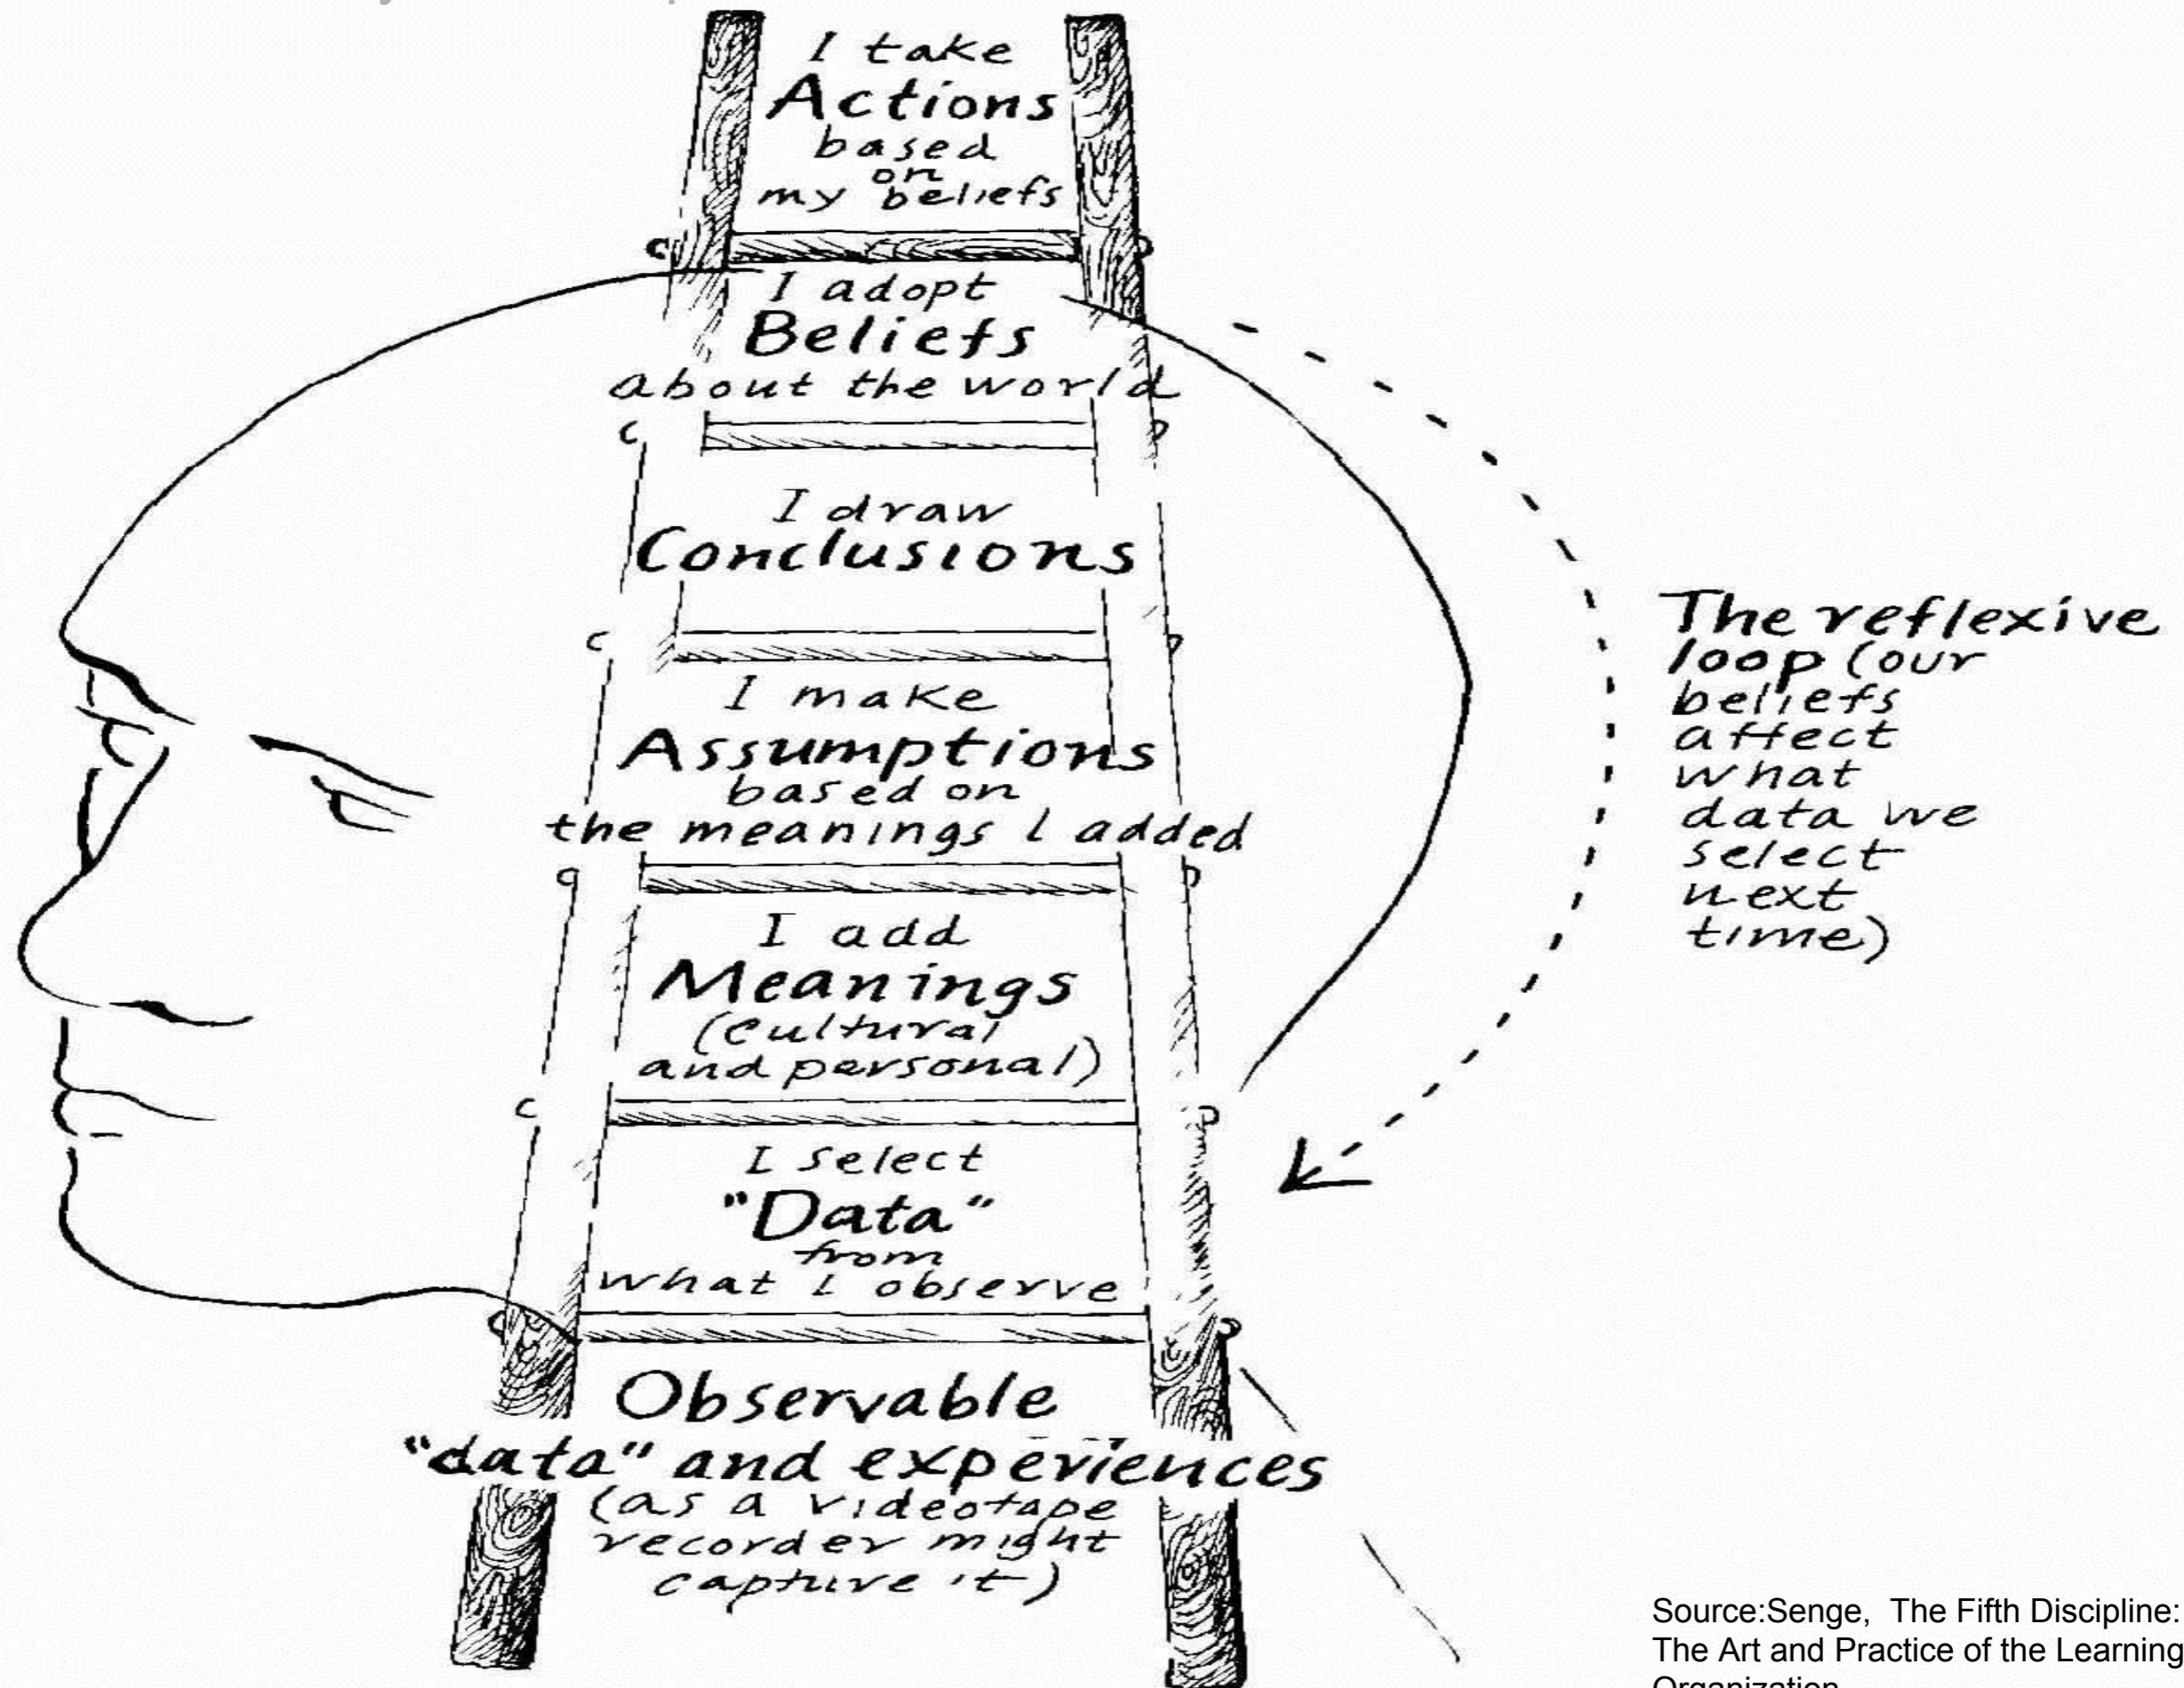 I take
Actions
based
on
my beliefs
I adopt
Beliefs
about the world
I draw
Conclusions
I make
Assumptions
based on
the meanings I added
I add
Meanings
(cultural
and personal)
I select
"Data"
from
what I observe
Observable
"data" and experiences
(as a videotape
recorder might
capture it)
The reflexive
loop (our
beliefs
affect
what
data we
select
next
time)
Source:Senge, The Fifth Discipline:
The Art and Practice of the Learning
Organization